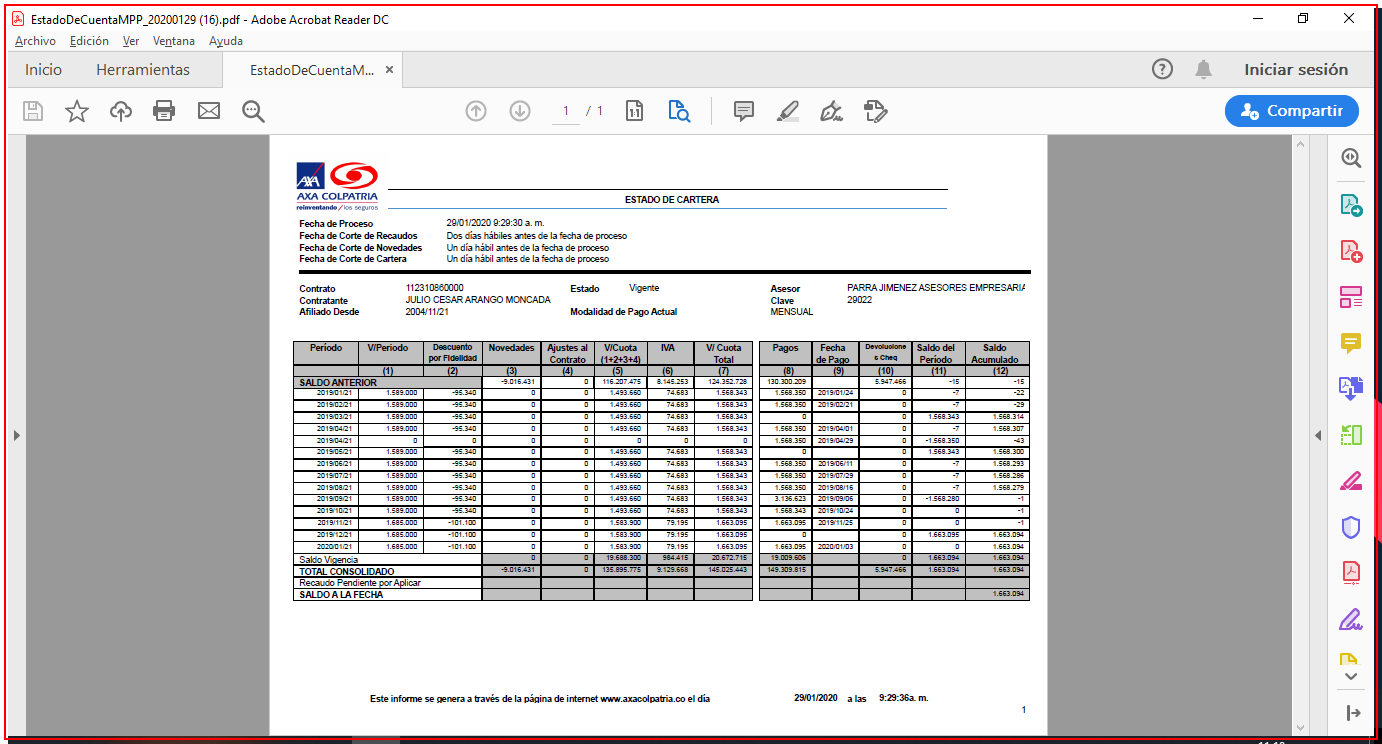 EstadoDeCuentaMPP_20200129 (16).pdf - Adobe Acrobat Reader DC
Archivo Edición Ver Ventana Ayuda
Inicio Herramientas EstadoDeCuentaM... × Iniciar sesión
1 / 1 Compartir
AXA
AXA COLPATRIA
reinventando / los seguros
ESTADO DE CARTERA
Fecha de Proceso 29/01/2020 9:29:30 a. m.
Fecha de Corte de Recaudos Dos días hábiles antes de la fecha de proceso
Fecha de Corte de Novedades Un día hábil antes de la fecha de proceso
Fecha de Corte de Cartera Un día hábil antes de la fecha de proceso
Contrato 112310860000 Estado Vigente Asesor PARRA JIMENEZ ASESORES EMPRESARIA
Contratante JULIO CESAR ARANGO MONCADA Clave 29022
Afiliado Desde 2004/11/21 Modalidad de Pago Actual MENSUAL
Período V/Periodo Descuento por Fidelidad Novedades Ajustes al Contrato V/Cuota (1+2+3+4) IVA V/ Cuota Total Pagos Fecha de Pago Devolucione s Cheq Saldo del Período Saldo Acumulado
(1) (2) (3) (4) (5) (6) (7) (8) (9) (10) (11) (12)
SALDO ANTERIOR -9.016.431 0 116.207.475 8.145.253 124.352.728 130.300.209 5.947.466 -15 -15
2019/01/21 1.589.000 -95.340 0 0 1.493.660 74.683 1.568.343 1.568.350 2019/01/24 0 -7 -22
2019/02/21 1.589.000 -95.340 0 0 1.493.660 74.683 1.568.343 1.568.350 2019/02/21 0 -7 -29
2019/03/21 1.589.000 -95.340 0 0 1.493.660 74.683 1.568.343 0 0 1.568.343 1.568.314
2019/04/21 1.589.000 -95.340 0 0 1.493.660 74.683 1.568.343 1.568.350 2019/04/01 0 -7 1.568.307
2019/04/21 0 0 0 0 0 0 0 1.568.350 2019/04/29 0 -1.568.350 -43
2019/05/21 1.589.000 -95.340 0 0 1.493.660 74.683 1.568.343 0 0 1.568.343 1.568.300
2019/06/21 1.589.000 -95.340 0 0 1.493.660 74.683 1.568.343 1.568.350 2019/06/11 0 -7 1.568.293
2019/07/21 1.589.000 -95.340 0 0 1.493.660 74.683 1.568.343 1.568.350 2019/07/29 0 -7 1.568.286
2019/08/21 1.589.000 -95.340 0 0 1.493.660 74.683 1.568.343 1.568.350 2019/08/16 0 -7 1.568.279
2019/09/21 1.589.000 -95.340 0 0 1.493.660 74.683 1.568.343 3.136.623 2019/09/06 0 -1.568.280 -1
2019/10/21 1.589.000 -95.340 0 0 1.493.660 74.683 1.568.343 1.568.343 2019/10/24 0 0 -1
2019/11/21 1.685.000 -101.100 0 0 1.583.900 79.195 1.663.095 1.663.095 2019/11/25 0 0 -1
2019/12/21 1.685.000 -101.100 0 0 1.583.900 79.195 1.663.095 0 0 1.663.095 1.663.094
2020/01/21 1.685.000 -101.100 0 0 1.583.900 79.195 1.663.095 1.663.095 2020/01/03 0 0 1.663.094
Saldo Vigencia 0 0 19.688.300 984.415 20.672.715 19.009.606 0 1.663.094 1.663.094
TOTAL CONSOLIDADO -9.016.431 0 135.895.775 9.129.668 145.025.443 149.309.815 5.947.466 1.663.094 1.663.094
Recaudo Pendiente por Aplicar
SALDO A LA FECHA 1.663.094
Este informe se genera a través de la página de internet www.axacolpatria.co el día 29/01/2020 a las 9:29:36a. m.
1